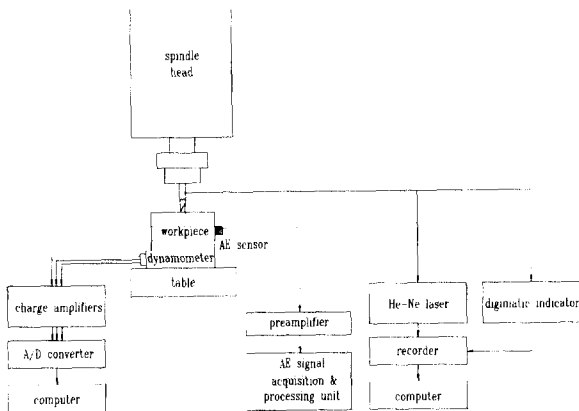 spindle
head
workpiece
AE sensor
dynamometer
table
charge amplifiers
He-Ne laser
digimatic indicator
preamplifier
A/D converter
recorder
AE signal
acquisition &
processing unit
computer
computer